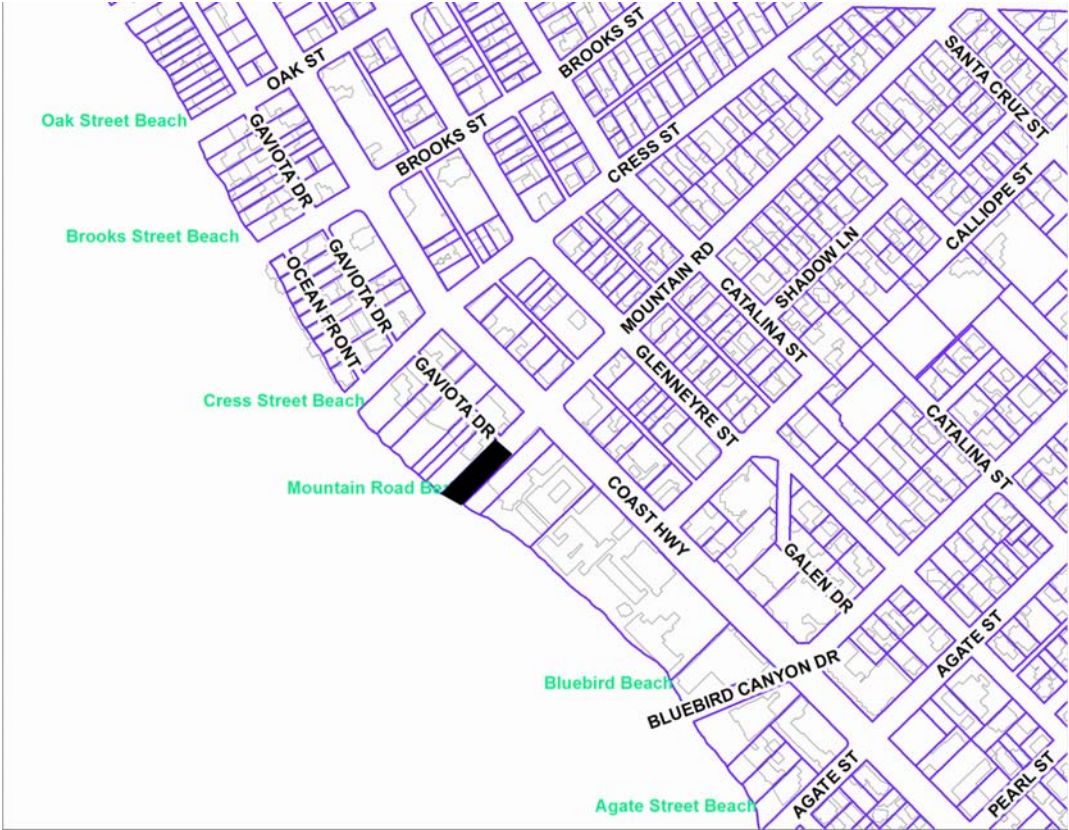 BROOKS ST
OAK ST
SANTA CRUZ ST
Oak Street Beach
GAVIOTA DR
BROOKS ST
CRESS ST
CALLIOPE ST
Brooks Street Beach
GAVIOTA DR
OCEAN FRONT
MOUNTAIN RD
SHADOW LN
CATALINA ST
Cress Street Beach
GAVIOTA DR
GLENNEYRE ST
CATALINA ST
Mountain Road Be
COAST HWY
GALEN DR
AGATE ST
Bluebird Beach
BLUEBIRD CANYON DR
Agate Street Beach
AGATE ST
PEARL ST